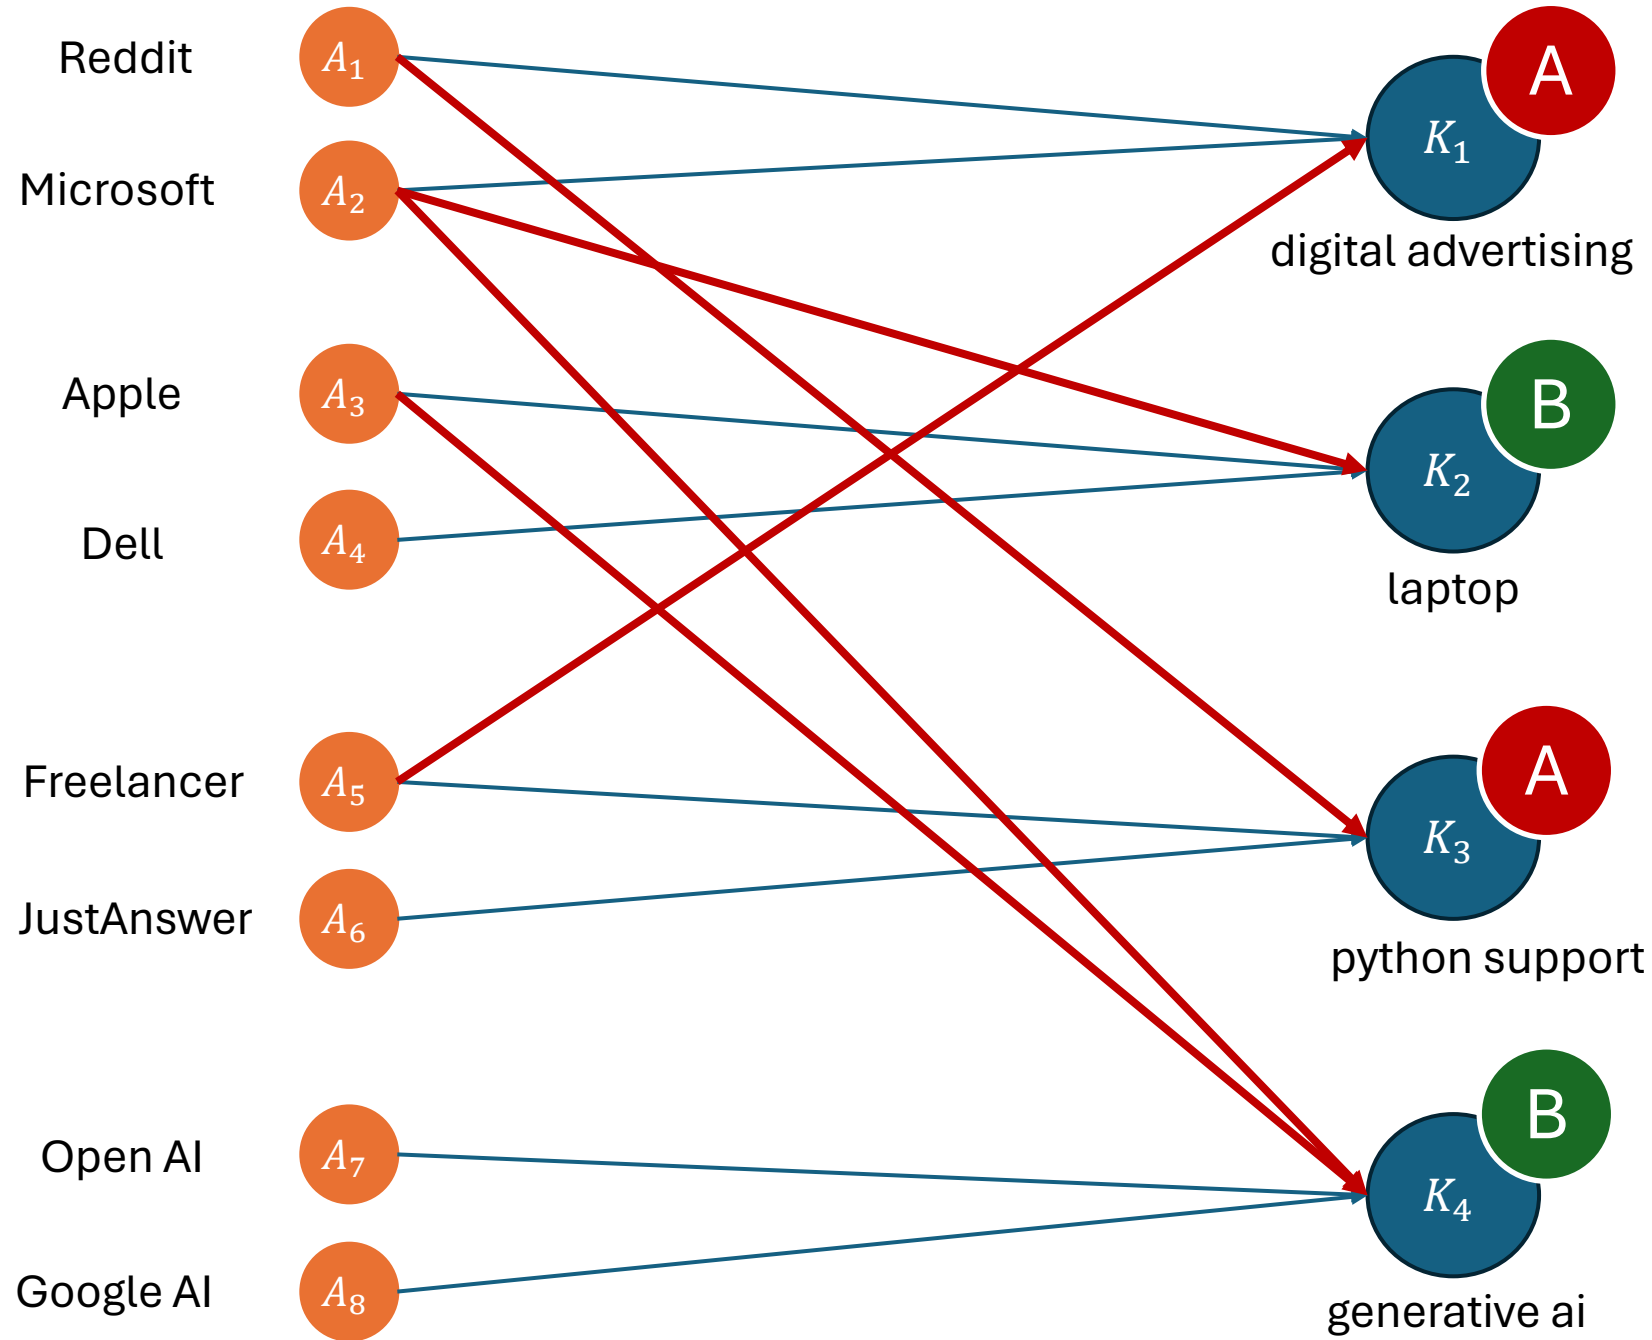 Reddit
A₁
A
K₁
digital advertising
Microsoft
A₂
Apple
A₃
B
K₂
laptop
Dell
A₄
Freelancer
A₅
A
K₃
python support
JustAnswer
A₆
Open AI
A₇
B
K₄
generative ai
Google AI
A₈